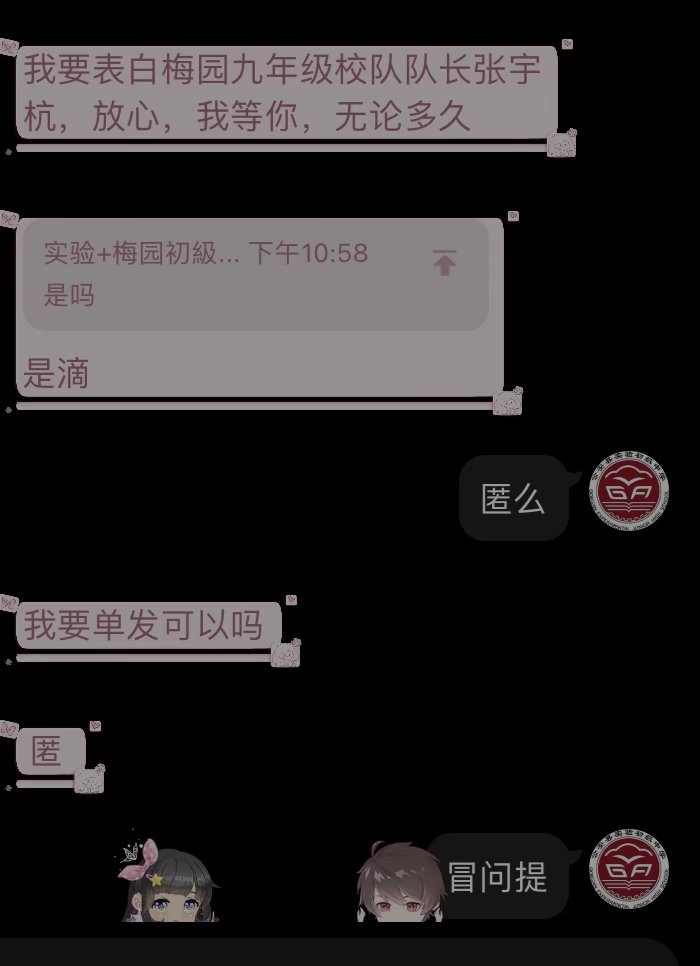 我要表白梅园九年级校队队长张宇
杭，放心，我等你，无论多久
实验+梅园初級... 下午10:58
是吗
是滴
匿么
我要单发可以吗
匿
冒问提